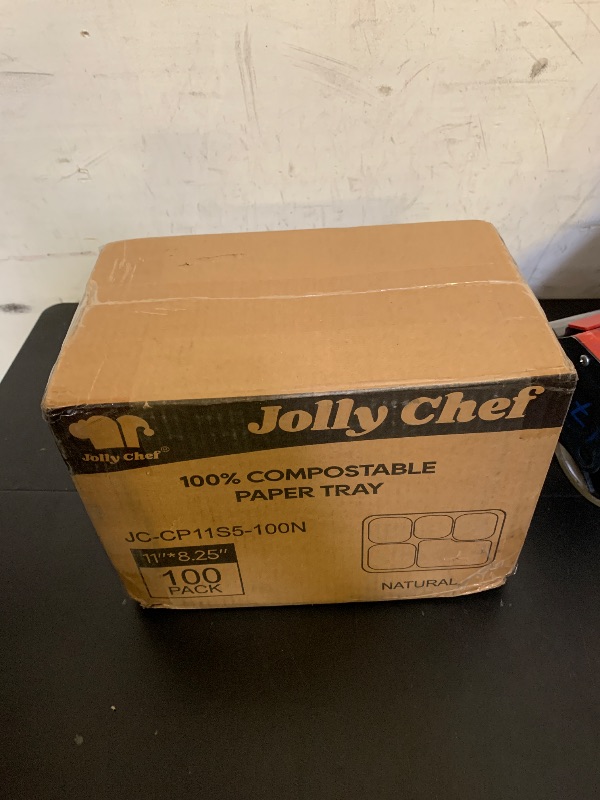 Jolly Chef
Jolly Chef®
100% COMPOSTABLE
PAPER TRAY
JC-CP11S5-100N
11"*8.25"
100
PACK
NATURAL